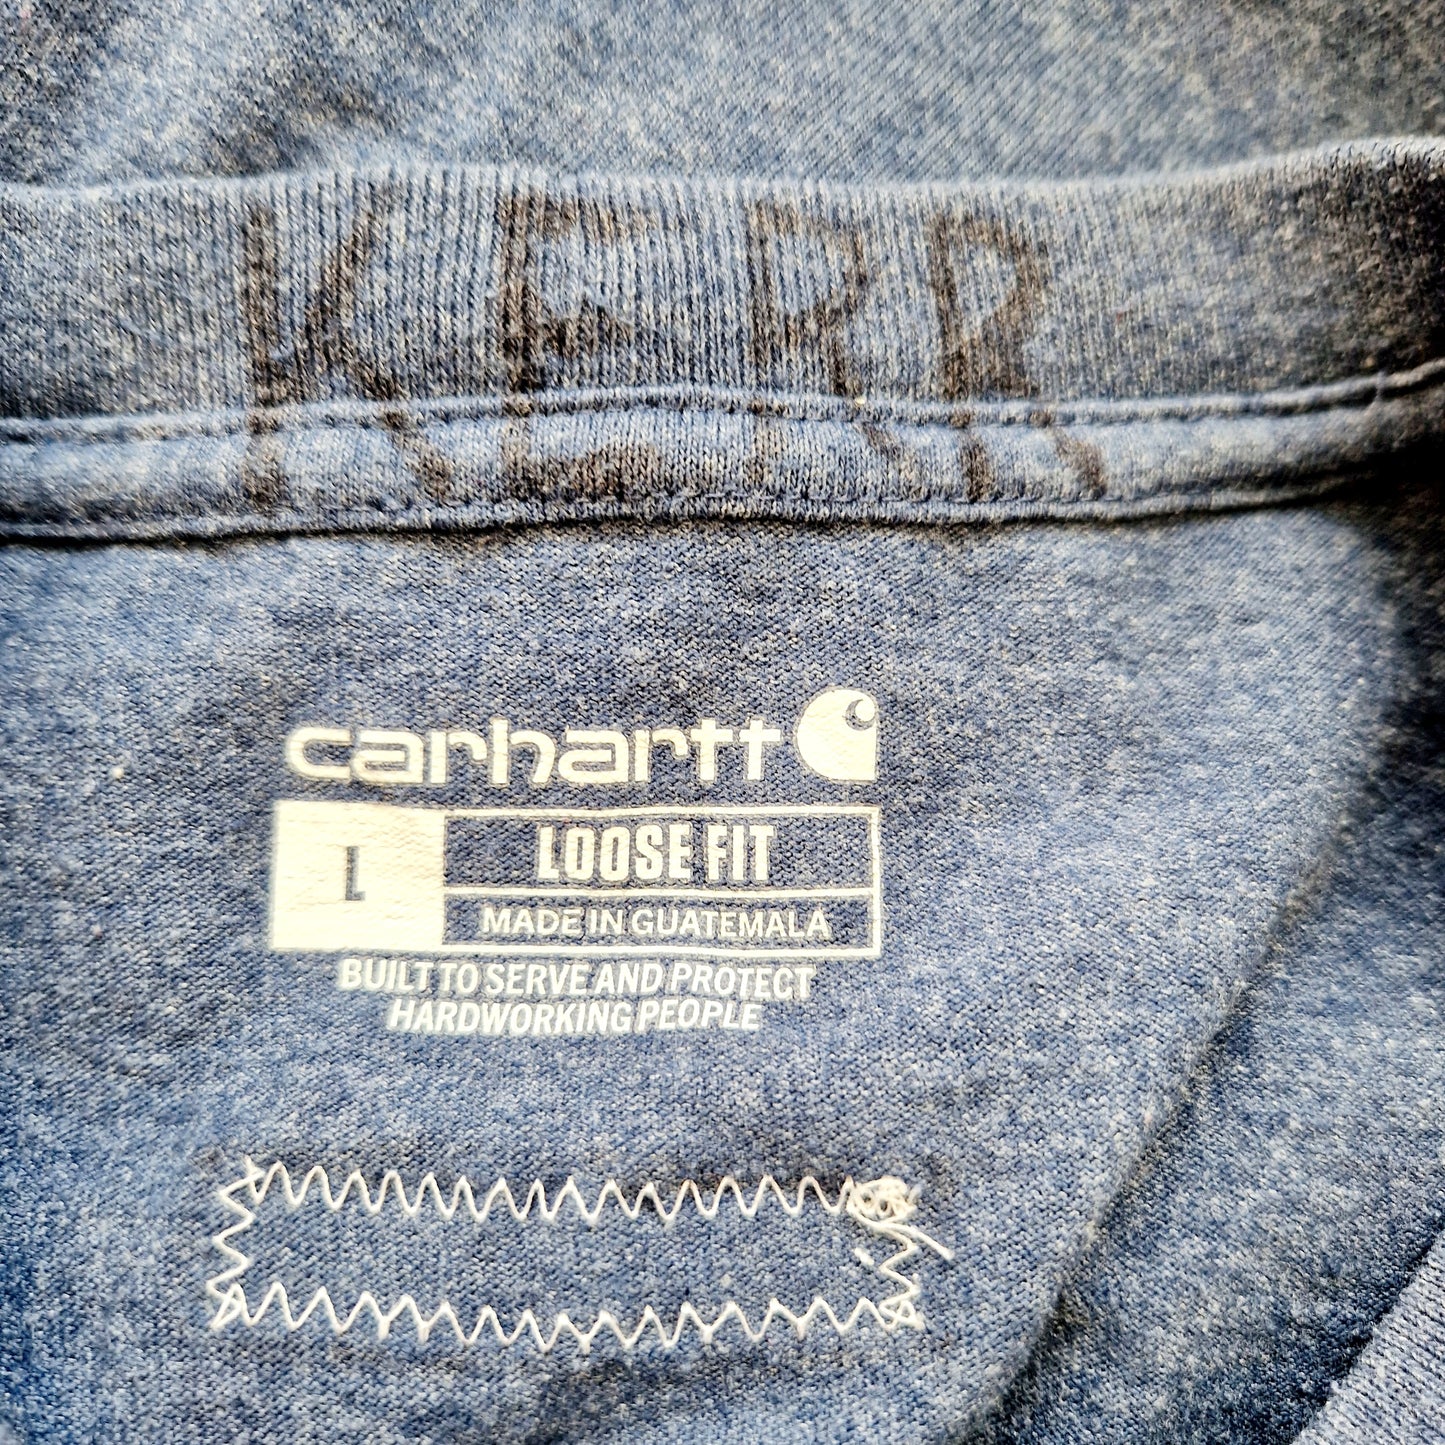 KERR
carhartt
L
LOOSE FIT
MADE IN GUATEMALA
BUILT TO SERVE AND PROTECT
HARDWORKING PEOPLE